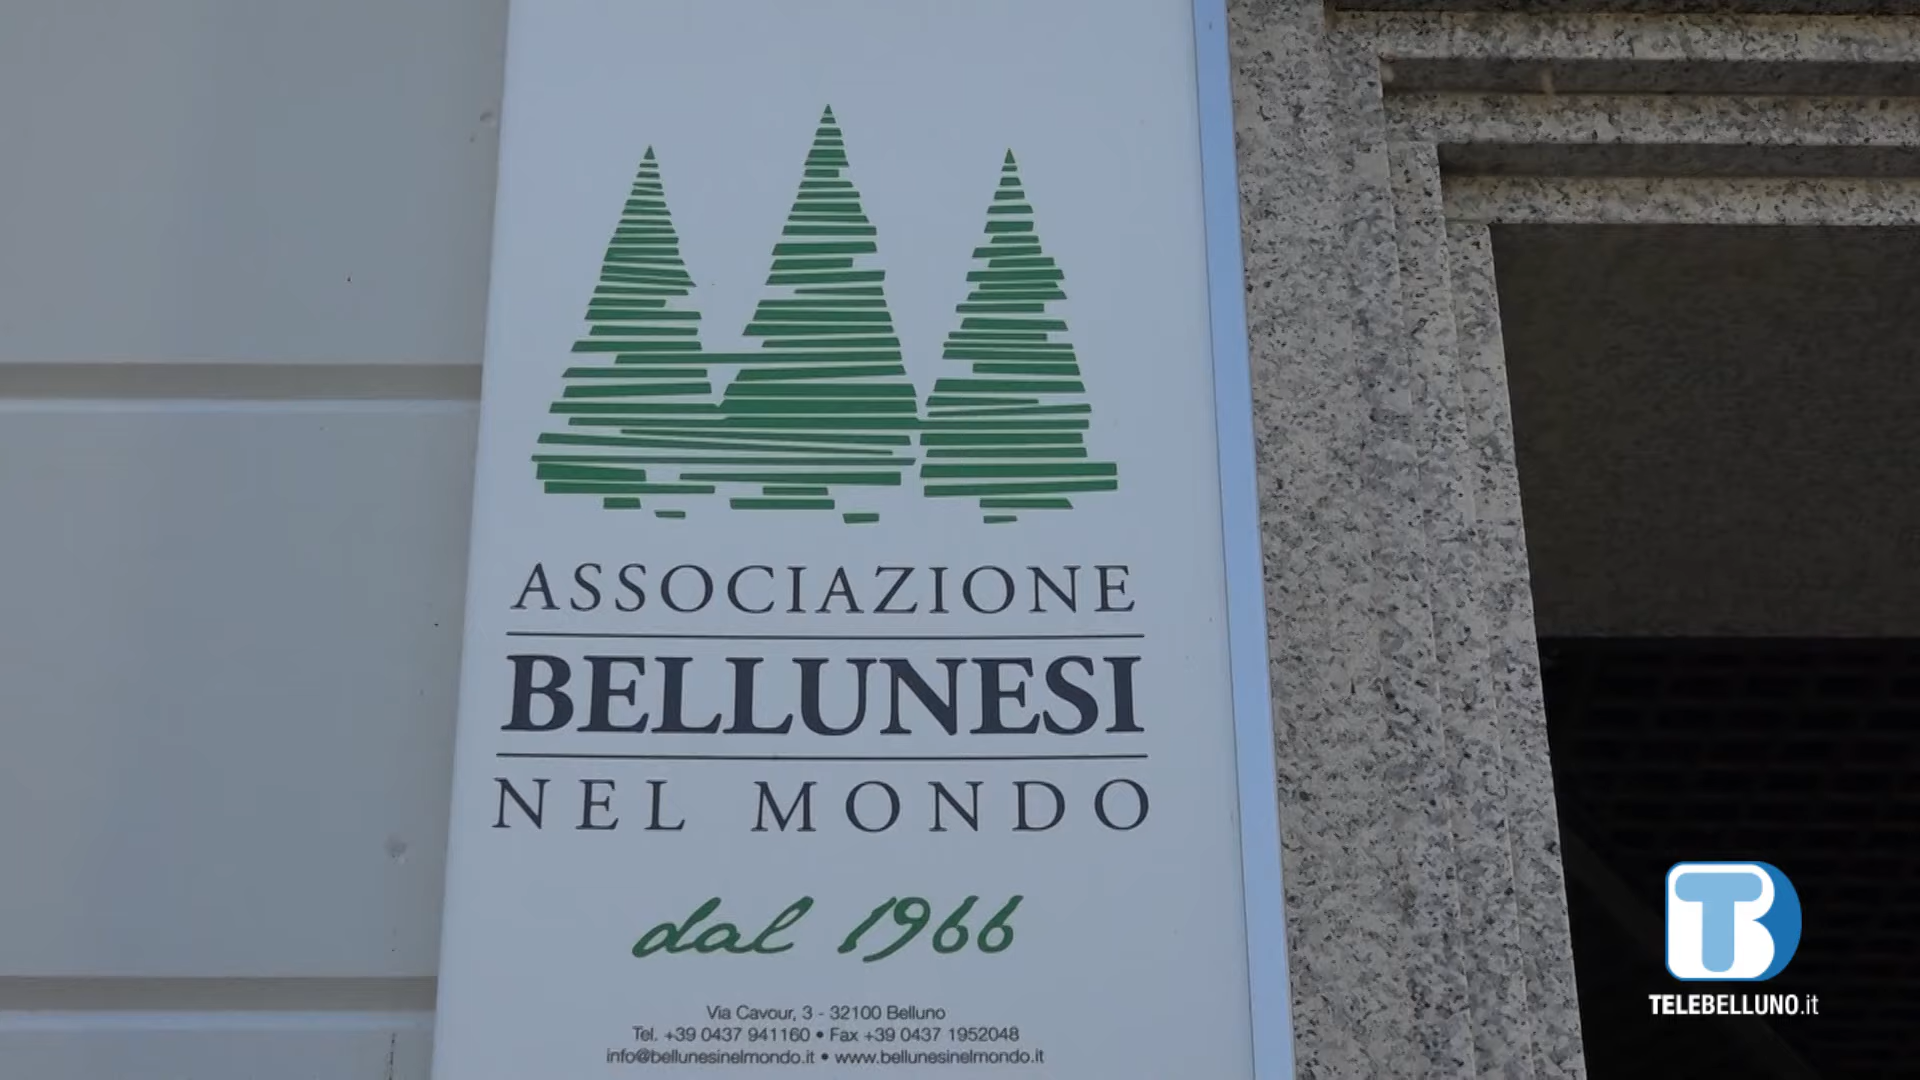 ASSOCIAZIONE
BELLUNESI
NEL MONDO
dal 1966
Via Cavour, 3 - 32100 Belluno
Tel. +39 0437 941160 • Fax +39 0437 1952048
info@bellunesinelmondo.it • www.bellunesinelmondo.it
TB
TELEBELLUNO.it